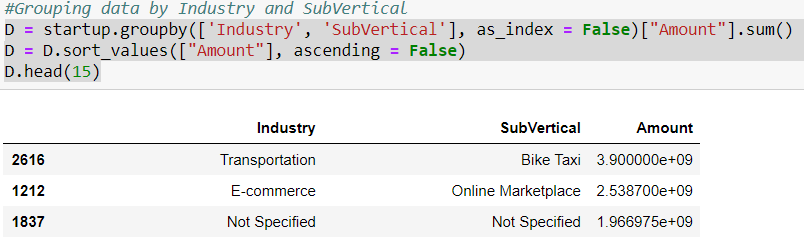 #Grouping data by Industry and SubVertical
D = startup.groupby(['Industry', 'SubVertical'], as_index = False)["Amount"].sum()
D = D.sort_values(["Amount"], ascending = False)
D.head(15)
Industry SubVertical Amount
2616 Transportation Bike Taxi 3.900000e+09
1212 E-commerce Online Marketplace 2.538700e+09
1837 Not Specified Not Specified 1.966975e+09